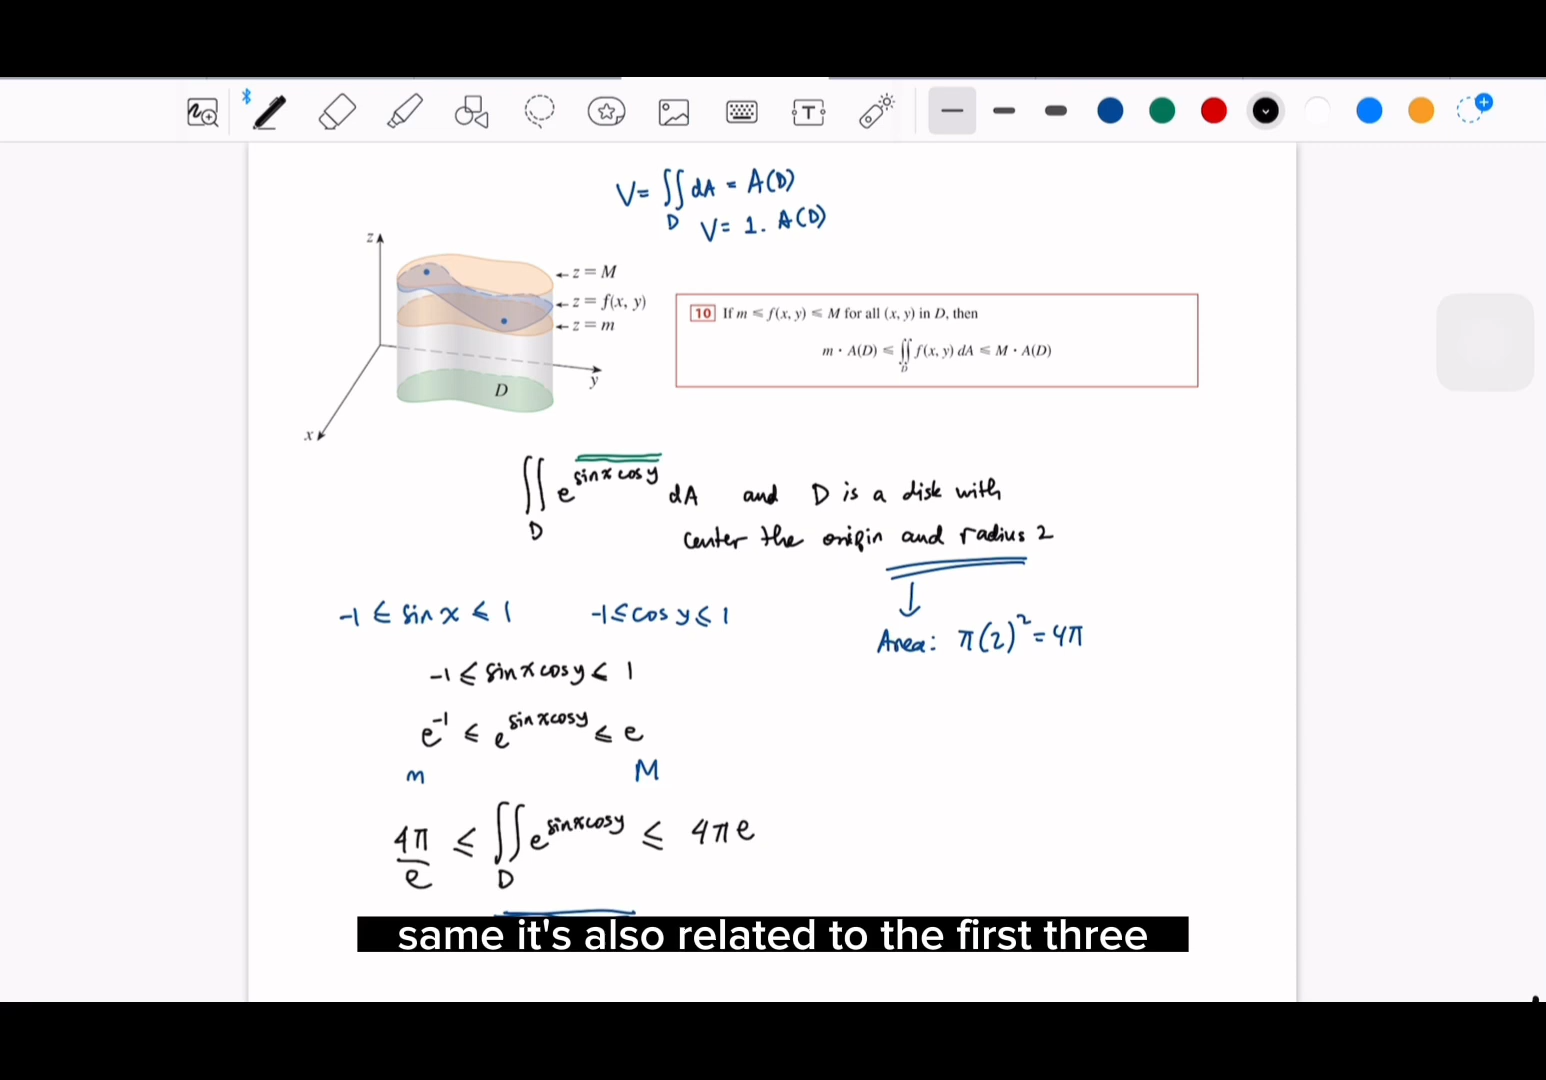 V= ∬ dA = A(D)
D
V= 1. A(D)
z
z = M
z = f(x, y)
z = m
D
y
x
10 If m ⩽ f(x, y) ⩽ M for all (x, y) in D, then
m · A(D) ⩽ ∬ f(x, y) dA ⩽ M · A(D)
D
∬ e^{sinx cosy} dA and D is a disk with
D
center the origin and radius 2
-1 ≤ sin x ≤ 1
-1 ≤ cos y ≤ 1
Area: π(2)² = 4π
-1 ≤ sinx cosy ≤ 1
e^{-1} ≤ e^{sinxcosy} ≤ e
m
M
4π/e ≤ ∬ e^{sinxcosy} ≤ 4πe
D
same it's also related to the first three
T